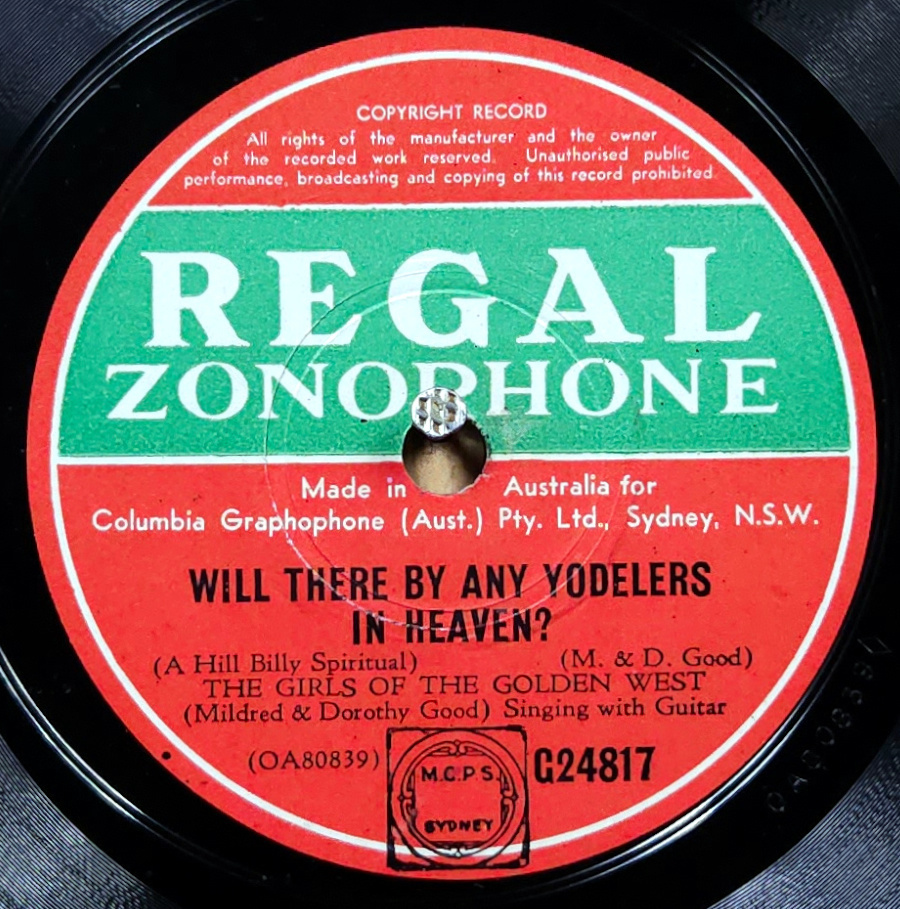 COPYRIGHT RECORD
All rights of the manufacturer and the owner
of the recorded work reserved. Unauthorised public
performance, broadcasting and copying of this record prohibited.
REGAL
ZONOPHONE
Made in Australia for
Columbia Graphophone (Aust.) Pty. Ltd., Sydney, N.S.W.
WILL THERE BY ANY YODELERS
IN HEAVEN?
(A Hill Billy Spiritual) (M. & D. Good)
THE GIRLS OF THE GOLDEN WEST
(Mildred & Dorothy Good) Singing with Guitar
(OA80839) G24817
M.C.P.S.
SYDNEY